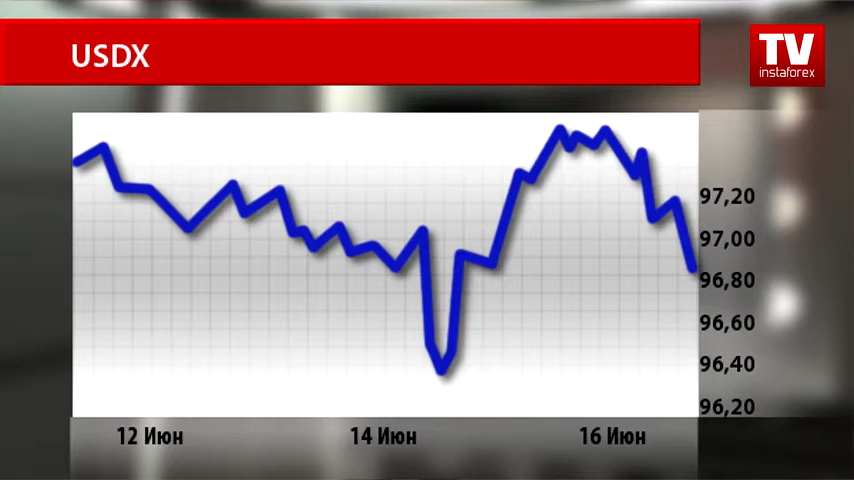 USDX
TV
instaforex
97,20
97,00
96,80
96,60
96,40
96,20
12 Июн
14 Июн
16 Июн